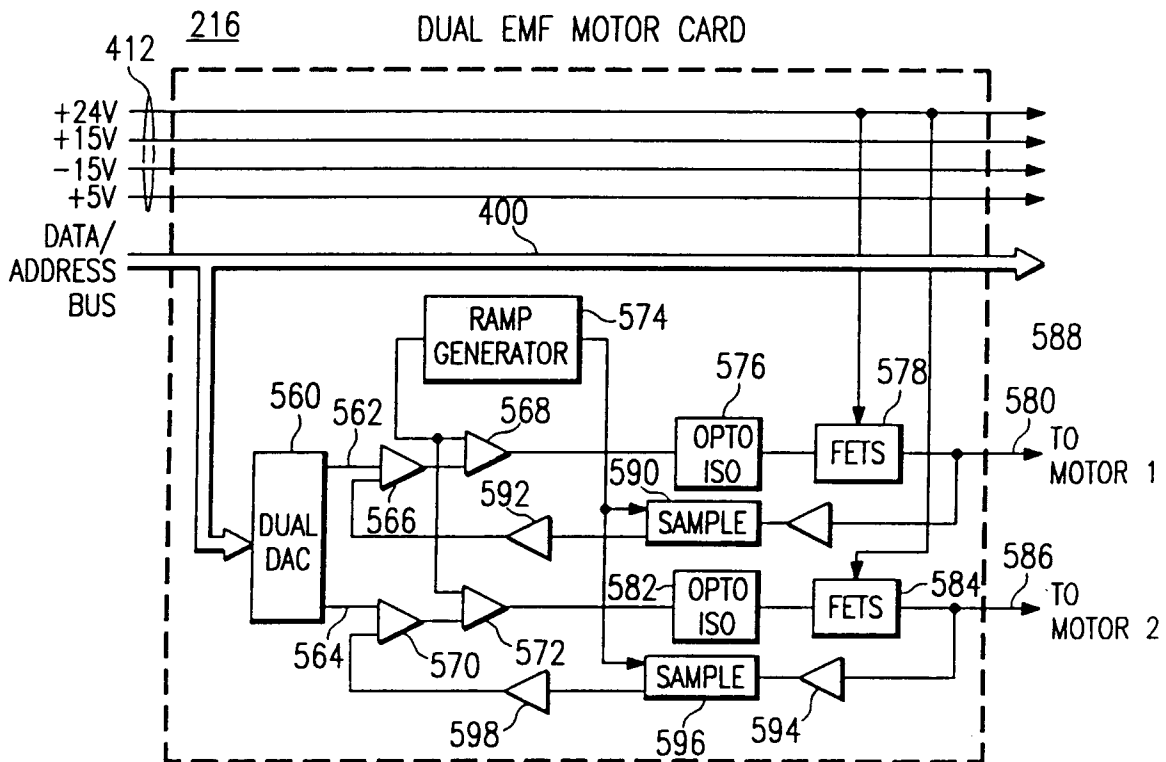 216
DUAL EMF MOTOR CARD
412
+24V
+15V
-15V
+5V
DATA/
ADDRESS
BUS
400
RAMP
GENERATOR
574
588
560
562
568
576
578
580
OPTO
ISO
FETS
TO
MOTOR 1
566
592
590
SAMPLE
DUAL
DAC
582
OPTO
ISO
FETS
584
586
TO
MOTOR 2
564
570
572
SAMPLE
598
596
594